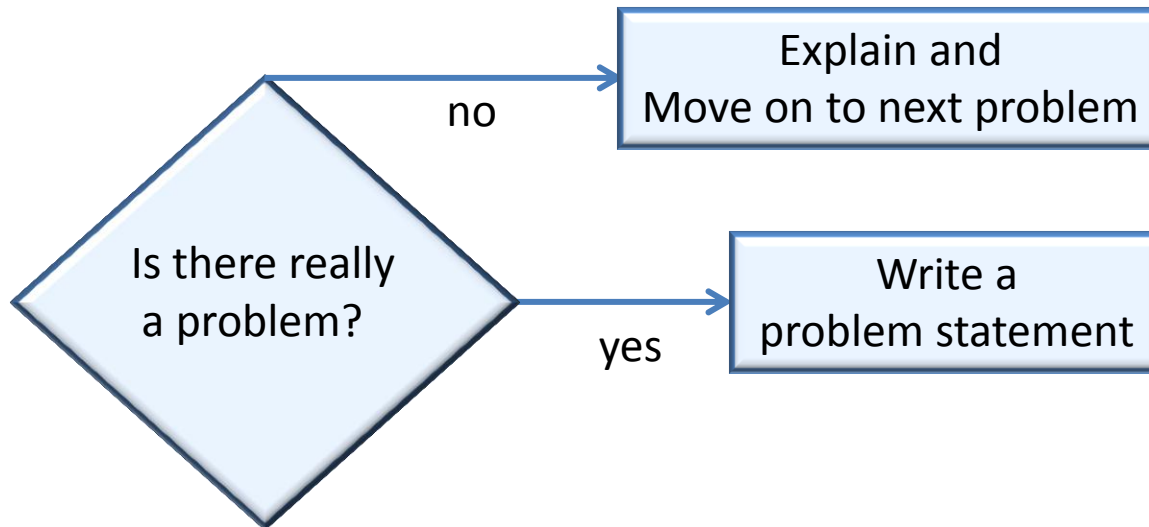 Explain and
Move on to next problem
no
Is there really
a problem?
Write a
problem statement
yes